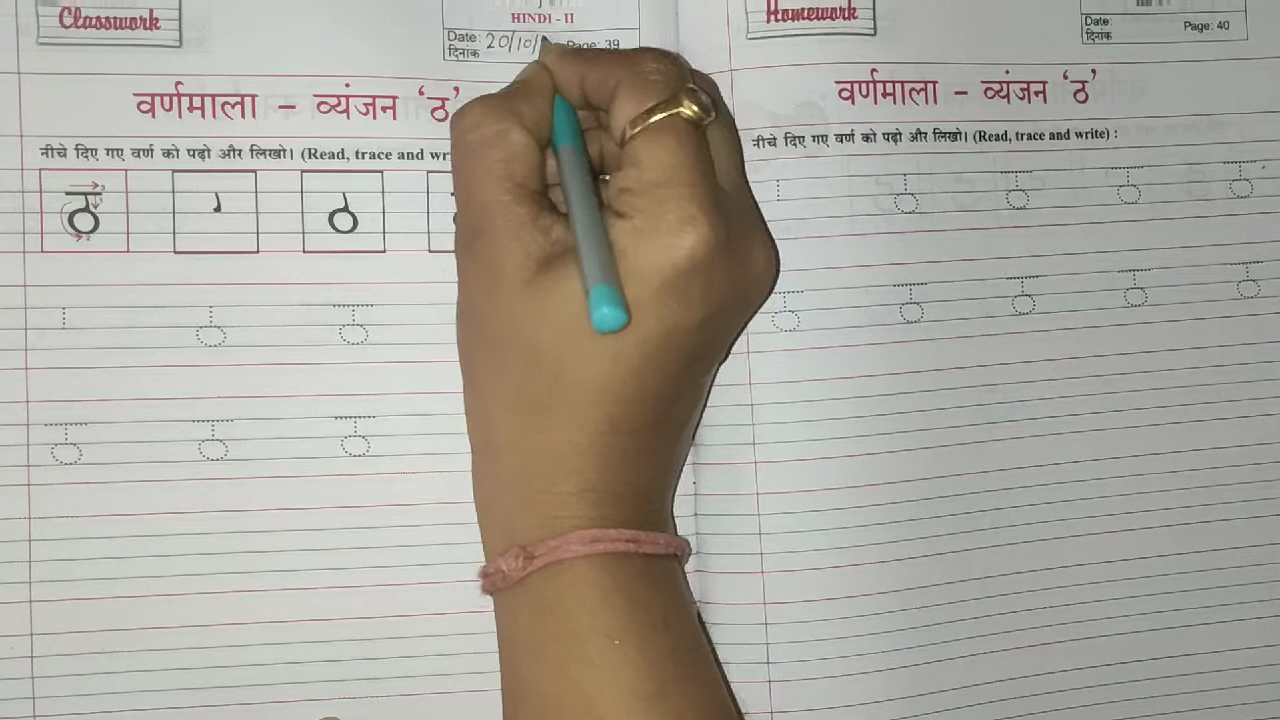 Classwork
HINDI - II
Date: 20/10/ Page: 39
दिनांक
वर्णमाला – व्यंजन ‘ठ’
नीचे दिए गए वर्ण को पढ़ो और लिखो। (Read, trace and wr
ठ
ठ ठ
ठ ठ ठ
Homework
Date: Page: 40
दिनांक
वर्णमाला – व्यंजन ‘ठ’
नीचे दिए गए वर्ण को पढ़ो और लिखो। (Read, trace and write) :
ठ ठ ठ ठ
ठ ठ ठ ठ ठ